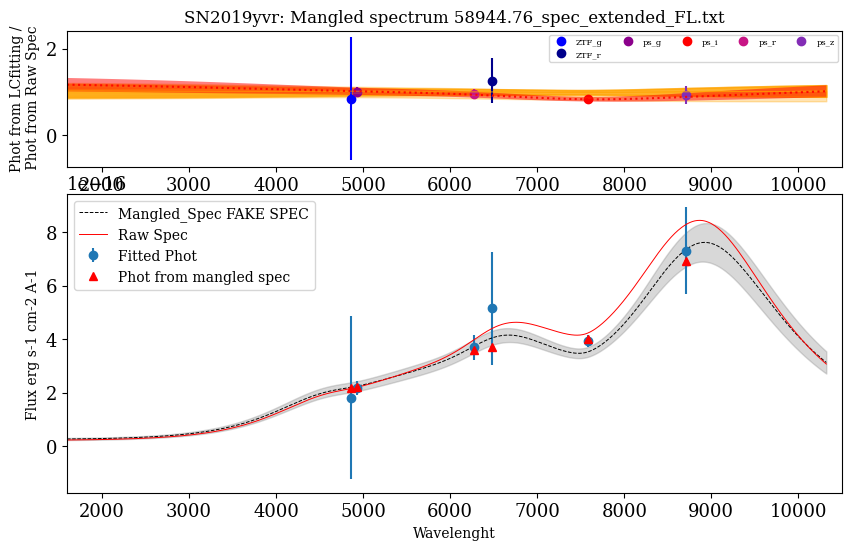 SN2019yvr: Mangled spectrum 58944.76_spec_extended_FL.txt
Phot from LCfitting /
Phot from Raw Spec
2
0
ZTF_g ps_g ps_i ps_r ps_z
ZTF_r
2000 3000 4000 5000 6000 7000 8000 9000 10000
1e-16
Flux erg s-1 cm-2 A-1
8
6
4
2
0
Mangled_Spec FAKE SPEC
Raw Spec
Fitted Phot
Phot from mangled spec
2000 3000 4000 5000 6000 7000 8000 9000 10000
Wavelenght